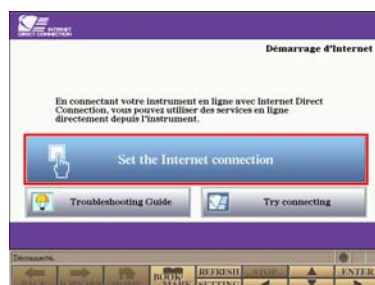 INTERNET
DIRECT CONNECTION
Démarrage d'Internet
En connectant votre instrument en ligne avec Internet Direct
Connection, vous pouvez utiliser des services en ligne
directement depuis l'instrument.
Set the Internet connection
Troubleshooting Guide
Try connecting
Déconnecté.
BACK FORWARD HOME BOOK MARK REFRESH SETTING STOP ENTER